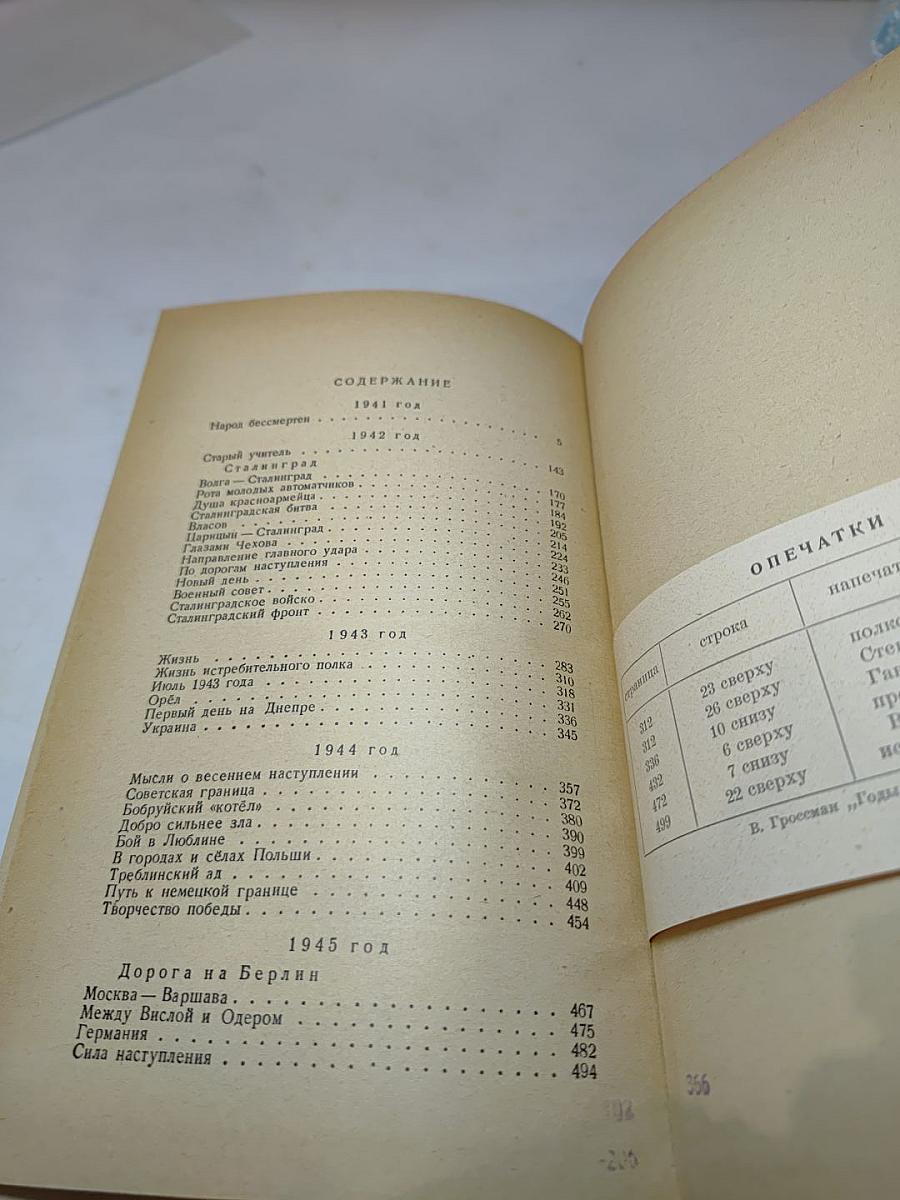 СОДЕРЖАНИЕ
1941 год
Народ бессмертен . . . . . . . . . . . . . . . . 5
1942 год
Старый учитель . . . . . . . . . . . . . . . . 143
Сталинград
Волга — Сталинград . . . . . . . . . . . . . . . . 170
Рота молодых автоматчиков . . . . . . . . . . . . . . . . 177
Душа красноармейца . . . . . . . . . . . . . . . . 184
Сталинградская битва . . . . . . . . . . . . . . . . 192
Власов . . . . . . . . . . . . . . . . 205
Царицын — Сталинград . . . . . . . . . . . . . . . . 214
Глазами Чехова . . . . . . . . . . . . . . . . 224
Направление главного удара . . . . . . . . . . . . . . . . 233
По дорогам наступления . . . . . . . . . . . . . . . . 246
Новый день . . . . . . . . . . . . . . . . 251
Военный совет . . . . . . . . . . . . . . . . 255
Сталинградское войско . . . . . . . . . . . . . . . . 262
Сталинградский фронт . . . . . . . . . . . . . . . . 270
1943 год
Жизнь . . . . . . . . . . . . . . . . 283
Жизнь истребительного полка . . . . . . . . . . . . . . . . 310
Июль 1943 года . . . . . . . . . . . . . . . . 318
Орёл . . . . . . . . . . . . . . . . 331
Первый день на Днепре . . . . . . . . . . . . . . . . 336
Украина . . . . . . . . . . . . . . . . 345
1944 год
Мысли о весеннем наступлении . . . . . . . . . . . . . . . . 357
Советская граница . . . . . . . . . . . . . . . . 372
Бобруйский «котёл» . . . . . . . . . . . . . . . . 380
Добро сильнее зла . . . . . . . . . . . . . . . . 390
Бой в Люблине . . . . . . . . . . . . . . . . 399
В городах и сёлах Польши . . . . . . . . . . . . . . . . 402
Треблинский ад . . . . . . . . . . . . . . . . 409
Путь к немецкой границе . . . . . . . . . . . . . . . . 448
Творчество победы . . . . . . . . . . . . . . . . 454
1945 год
Дорога на Берлин
Москва — Варшава . . . . . . . . . . . . . . . . 467
Между Вислой и Одером . . . . . . . . . . . . . . . . 475
Германия . . . . . . . . . . . . . . . . 482
Сила наступления . . . . . . . . . . . . . . . . 494
ОПЕЧАТКИ
страница строка напечат
312 23 сверху полко
312 26 сверху Сте
336 10 снизу Га
432 6 сверху пр
472 7 снизу
499 22 сверху ис
В. Гроссман „Годы
366